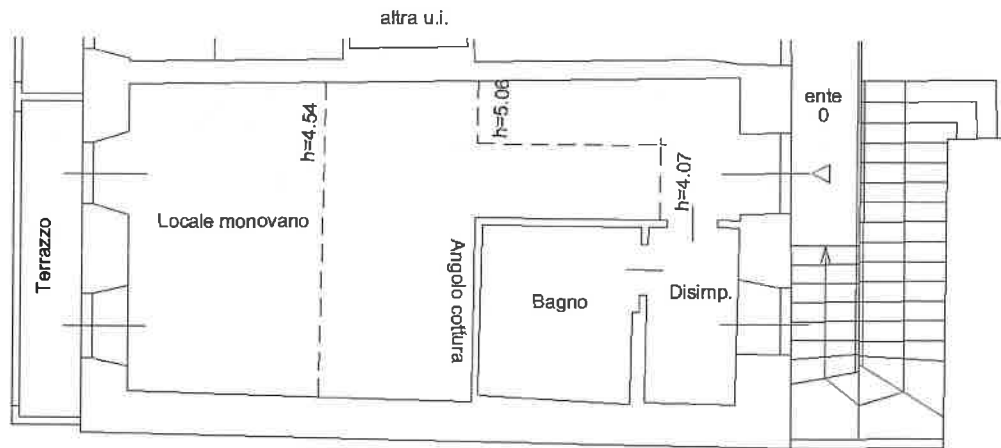 altra u.i.
h=4.54
h=5.06
h=4.07
ente
0
Terrazzo
Locale monovano
Angolo cottura
Bagno
Disimp.